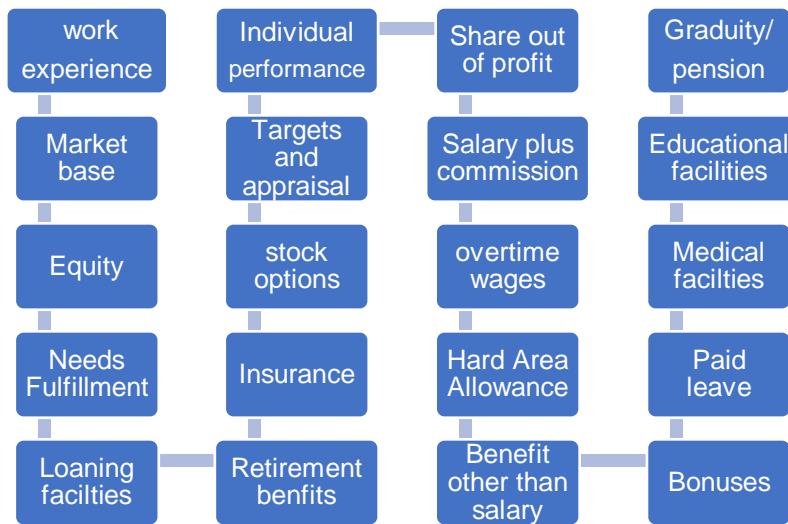 work
experience
Market
base
Equity
Needs
Fulfillment
Loaning
facilties
Retirement
benfits
Insurance
stock
options
Targets
and
appraisal
Individual
performance
Share out
of profit
Salary plus
commission
overtime
wages
Hard Area
Allowance
Benefit
other than
salary
Bonuses
Paid
leave
Medical
facilties
Educational
facilities
Graduity/
pension